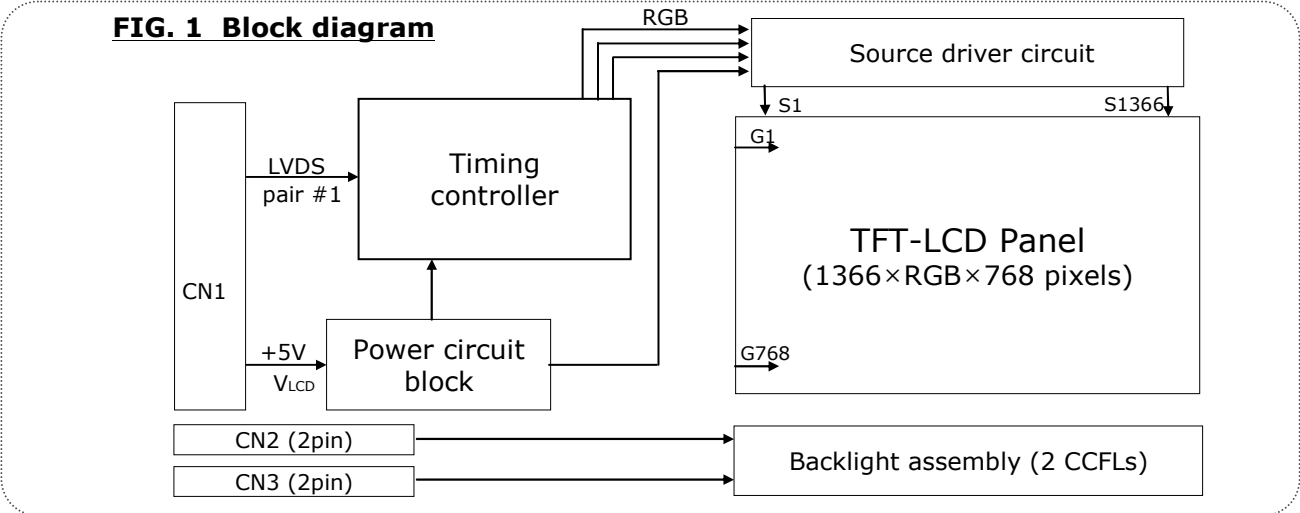 FIG. 1 Block diagram
RGB
Source driver circuit
S1
S1366
G1
Timing
controller
LVDS
pair #1
TFT-LCD Panel
(1366×RGB×768 pixels)
CN1
+5V
VLCD
Power circuit
block
G768
CN2 (2pin)
CN3 (2pin)
Backlight assembly (2 CCFLs)